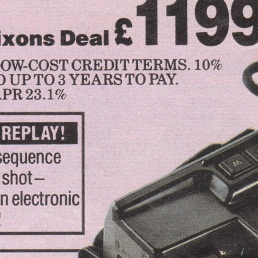 ixons Deal £1199
OW-COST CREDIT TERMS. 10%
UP TO 3 YEARS TO PAY.
APR 23.1%
REPLAY!
sequence
shot–
n electronic
W